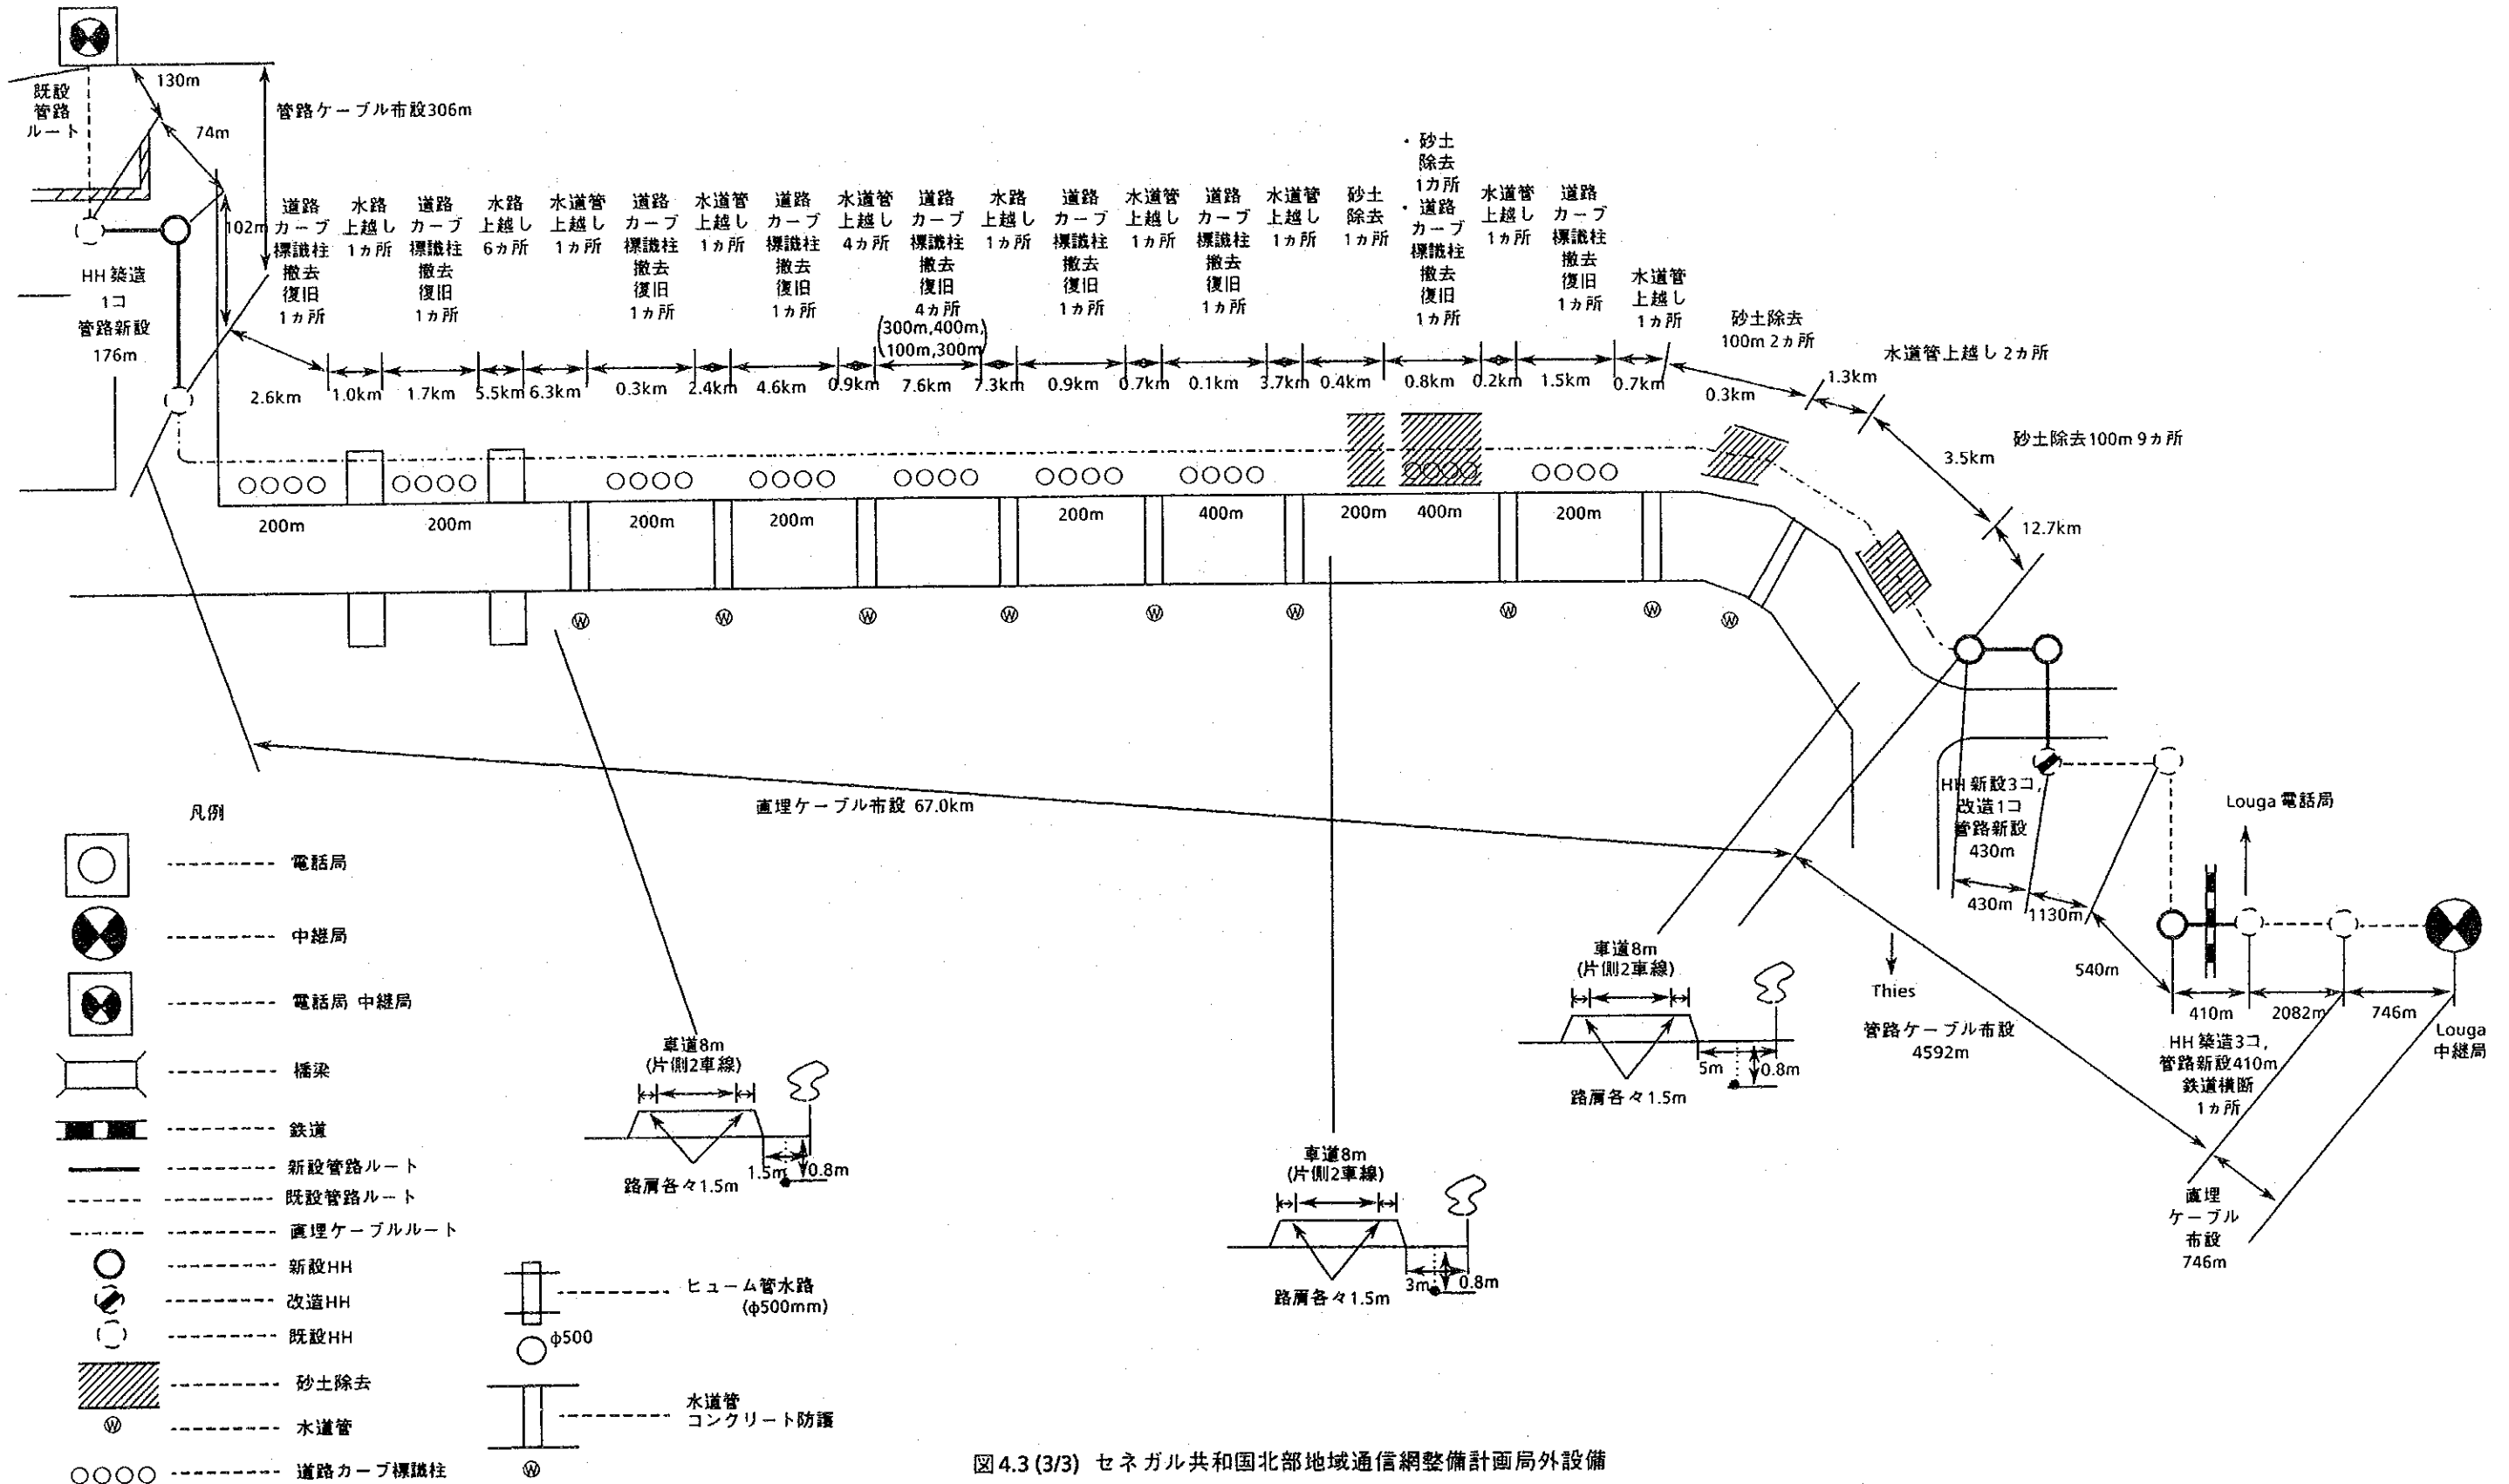 130m
既設
管路
ルート
74m
管路ケーブル布設306m
102m
HH 築造
1コ
管路新設
176m
道路
カーブ
標識柱
撤去
復旧
1ヵ所
水路
上越し
1ヵ所
道路
カーブ
標識柱
撤去
復旧
1ヵ所
水路
上越し
6ヵ所
水道管
上越し
1ヵ所
道路
カーブ
標識柱
撤去
復旧
1ヵ所
水道管
上越し
1ヵ所
道路
カーブ
標識柱
撤去
復旧
1ヵ所
水道管
上越し
4ヵ所
道路
カーブ
標識柱
撤去
復旧
4ヵ所
(300m,400m,
100m,300m)
水路
上越し
1ヵ所
道路
カーブ
標識柱
撤去
復旧
1ヵ所
水道管
上越し
1ヵ所
道路
カーブ
標識柱
撤去
復旧
1ヵ所
水道管
上越し
1ヵ所
砂土
除去
1ヵ所
・砂土
除去
1ヵ所
・道路
カーブ
標識柱
撤去
復旧
1ヵ所
水道管
上越し
1ヵ所
道路
カーブ
標識柱
撤去
復旧
1ヵ所
水道管
上越し
1ヵ所
砂土除去
100m 2ヵ所
水道管上越し 2ヵ所
砂土除去100m 9ヵ所
2.6km 1.0km 1.7km 5.5km 6.3km 0.3km 2.4km 4.6km 0.9km 7.6km 7.3km 0.9km 0.7km 0.1km 3.7km 0.4km 0.8km 0.2km 1.5km 0.7km 0.3km 1.3km 3.5km 12.7km
200m 200m 200m 200m 200m 400m 200m 400m 200m
W W W W W W W W W
直埋ケーブル布設 67.0km
HH 新設3コ,
改造1コ
管路新設
430m
430m
1130m
540m
Louga 電話局
410m
2082m
746m
Louga
中継局
HH 築造3コ,
管路新設410m
鉄道横断
1ヵ所
Thies
管路ケーブル布設
4592m
直埋
ケーブル
布設
746m
車道8m
(片側2車線)
路肩各々1.5m
1.5m
0.8m
車道8m
(片側2車線)
路肩各々1.5m
3m
0.8m
車道8m
(片側2車線)
路肩各々1.5m
5m
0.8m
凡例
電話局
中継局
電話局 中継局
橋梁
鉄道
新設管路ルート
既設管路ルート
直埋ケーブルルート
新設HH
改造HH
既設HH
砂土除去
W 水道管
道路カーブ標識柱
ヒューム管水路
(φ500mm)
φ500
水道管
コンクリート防護
W
図4.3 (3/3) セネガル共和国北部地域通信網整備計画局外設備